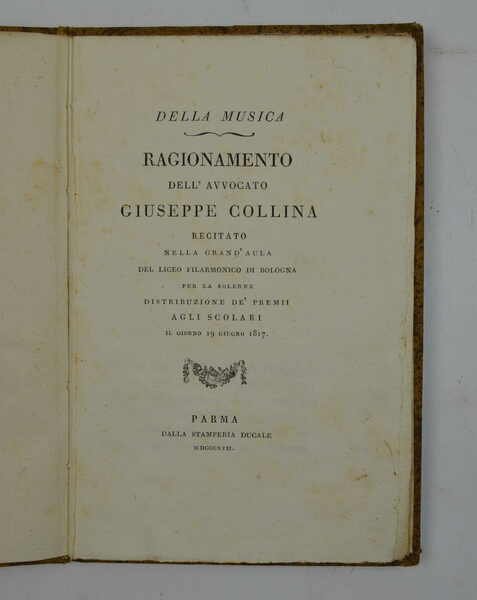 DELLA MUSICA
RAGIONAMENTO
DELL' AVVOCATO
GIUSEPPE COLLINA
RECITATO
NELLA GRAND' AULA
DEL LICEO FILARMONICO DI BOLOGNA
PER LA SOLENNE
DISTRIBUZIONE DE' PREMII
AGLI SCOLARI
IL GIORNO 19 GIUGNO 1817.
PARMA
DALLA STAMPERIA DUCALE
MDCCCXVII.